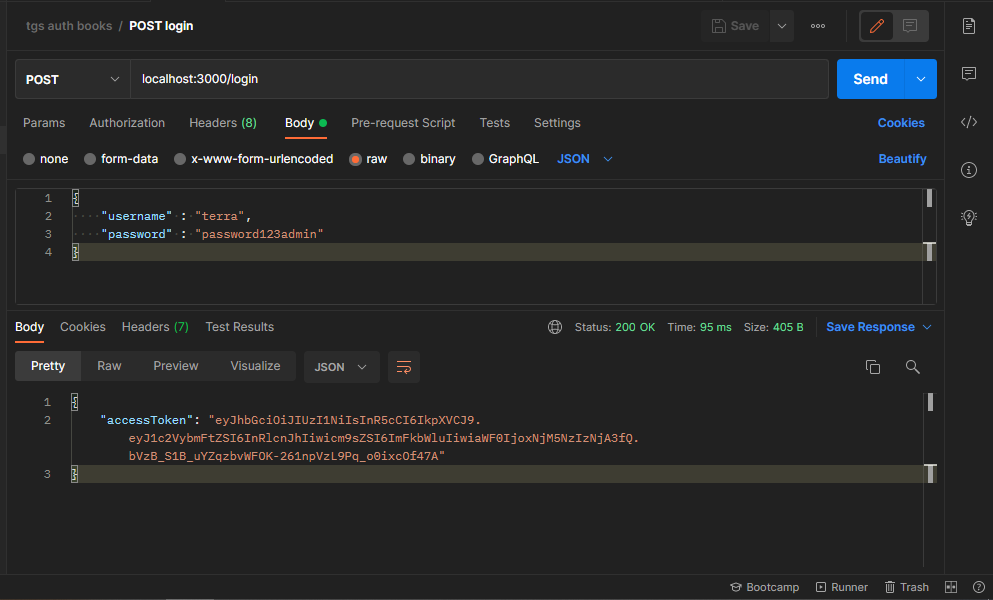 tgs auth books / POST login
Save
POST localhost:3000/login Send
Params Authorization Headers (8) Body Pre-request Script Tests Settings Cookies
none form-data x-www-form-urlencoded raw binary GraphQL JSON Beautify
1 {
2 "username" : "terra",
3 "password" : "password123admin"
4 }
Body Cookies Headers (7) Test Results Status: 200 OK Time: 95 ms Size: 405 B Save Response
Pretty Raw Preview Visualize JSON
1 {
2 "accessToken": "eyJhbGciOiJIUzI1NiIsInR5cCI6IkpXVCJ9.
eyJ1c2VybmFtZSI6InRlcnJhIiwicm9sZSI6ImFkbWluIiwiaWF0IjoxNjM5NzIzNjA3fQ.
bVzB_S1B_uYZqzbvWFOK-261npVzL9Pq_o0ixcOf47A"
3 }
Bootcamp Runner Trash